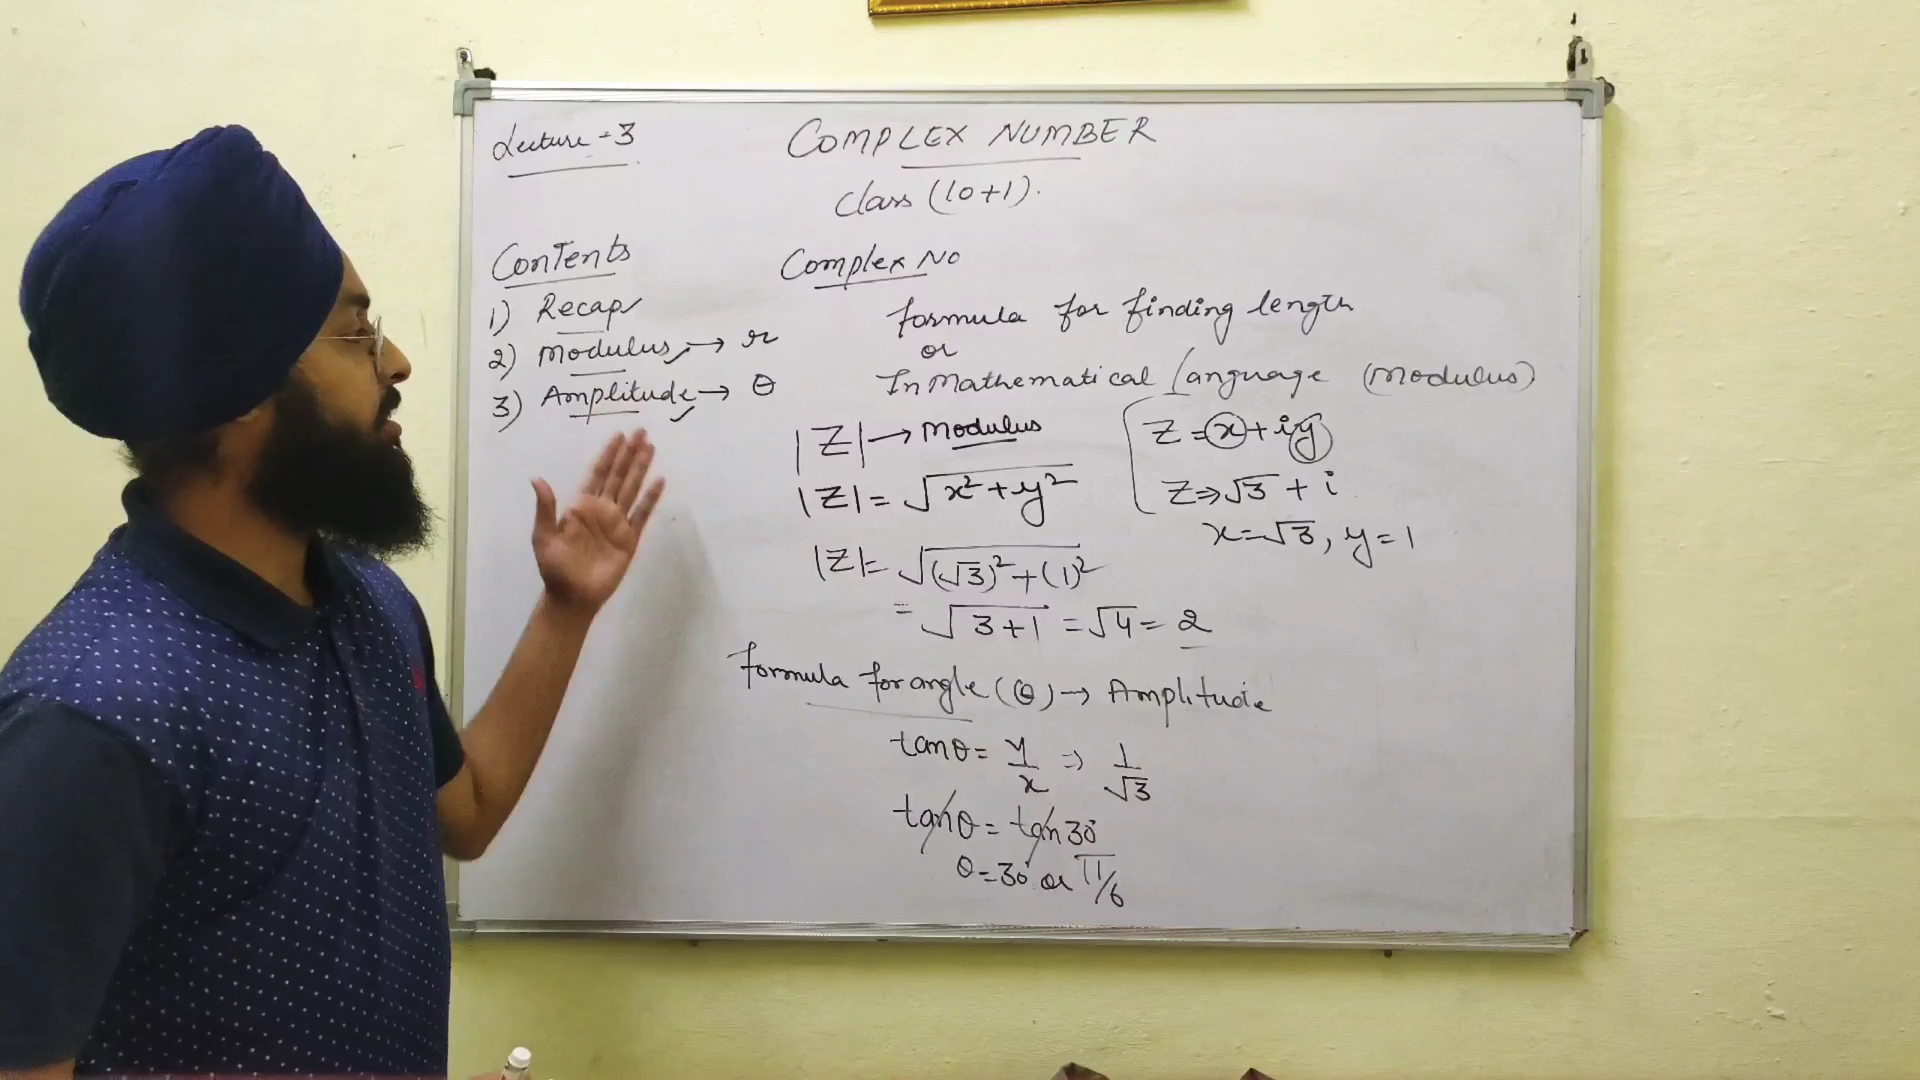 Lecture - 3
COMPLEX NUMBER
Class (10+1).
Contents
1) Recap
2) Modulus → r
3) Amplitude → θ
Complex No
formula for finding length
or
In Mathematical language (Modulus)
|Z| → Modulus
|Z| = √x²+y²
|Z| = √(√3)²+(1)²
= √3+1 = √4 = 2
Z = x + iy
Z ⇒ √3 + i
x = √3, y = 1
formula for angle (θ) → Amplitude
tanθ = y/x ⇒ 1/√3
tanθ = tan30°
θ = 30° or π/6